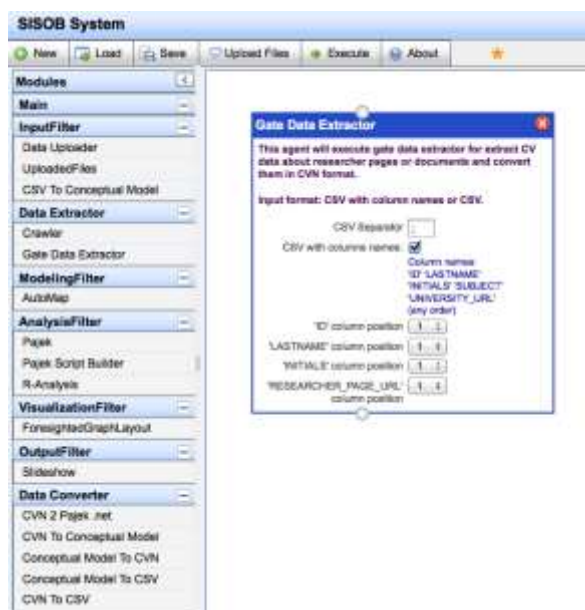 SISOB System
New Load Save Upload Files Execute About
Modules
Main
InputFilter
Data Uploader
UploadedFiles
CSV To Conceptual Model
Data Extractor
Crawler
Gate Data Extractor
ModelingFilter
AutoMap
AnalysisFilter
Pajek
Pajek Script Builder
R-Analysis
VisualizationFilter
ForesightedGraphLayout
OutputFilter
Slideshow
Data Converter
CVN 2 Pajek .net
CVN To Conceptual Model
Conceptual Model To CVN
Conceptual Model To CSV
CVN To CSV
Gate Data Extractor
This agent will execute gate data extractor for extract CV
data about researcher pages or documents and convert
them in CVN format.
Input format: CSV with column names or CSV.
CSV Separator
CSV with columns names:
Column names
'ID' 'LASTNAME'
'INITIALS' 'SUBJECT'
'UNIVERSITY_URL'
(any order)
'ID' column position 1
'LASTNAME' column position 1
'INITIALS' column position 1
'RESEARCHER_PAGE_URL' 1
column position